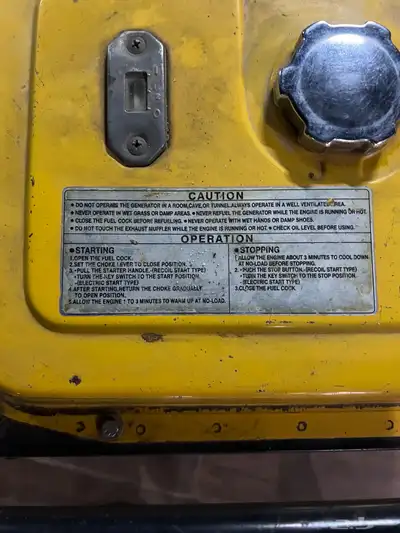 CAUTION
● DO NOT OPERATE THE GENERATOR IN A ROOM,CAVE,OR TUNNEL.ALWAYS OPERATE IN A WELL VENTILATED AREA.
● NEVER OPERATE IN WET GRASS OR DAMP AREAS. ● NEVER REFUEL THE GENERATOR WHILE THE ENGINE IS RUNNING OR HOT.
● CLOSE THE FUEL COCK BEFORE REFUELING. ● NEVER OPERATE WITH WET HANDS OR DAMP SHOES.
● DO NOT TOUCH THE EXHAUST MUFFLER WHILE THE ENGINE IS RUNNING OR HOT. ● CHECK OIL LEVEL BEFORE USING.
OPERATION
● STARTING
1.OPEN THE FUEL COCK.
2.SET THE CHOKE LEVER TO CLOSE POSITION.
3.·PULL THE STARTER HANDLE.-(RECOIL START TYPE)
·TURN THE KEY SWITCH TO THE START POSITION.
-(ELECTRIC START TYPE)
4.AFTER STARTING,RETURN THE CHOKE GRADUALLY
TO OPEN POSITION.
5.ALLOW THE ENGINE 1 TO 3 MINUTES TO WARM UP AT NO-LOAD.
● STOPPING
1.ALLOW THE ENGINE ABOUT 3 MINUTES TO COOL DOWN
AT NO-LOAD BEFORE STOPPING.
2.·PUSH THE STOP BUTTON.-(RECOIL START TYPE)
·TURN THE KEY SWITCH TO THE STOP POSITION.
-(ELECTRIC START TYPE)
3.CLOSE THE FUEL COCK.